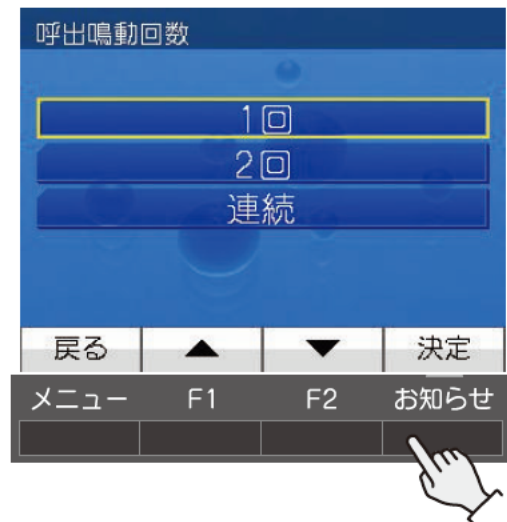 呼出鳴動回数
1回
2回
連続
戻る ▲ ▼ 決定
メニュー F1 F2 お知らせ